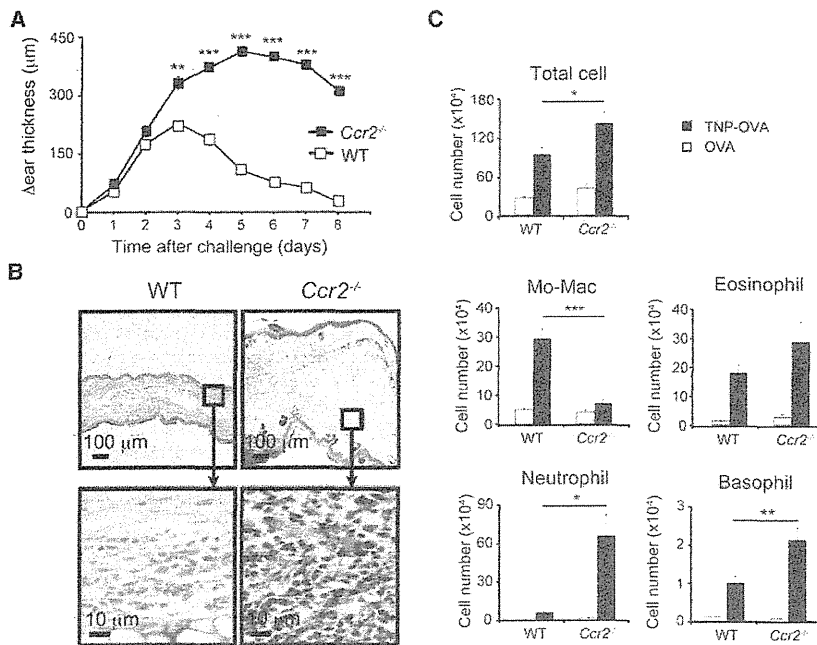 A
Δear thickness (μm)
450
300
150
0
** *** *** *** *** ***
Ccr2-/-
WT
0 1 2 3 4 5 6 7 8
Time after challenge (days)
B
WT
Ccr2-/-
100 μm
100 μm
10 μm
10 μm
C
Total cell
Cell number (x10⁴)
180
120
60
0
*
WT
Ccr2-/-
TNP-OVA
OVA
Mo-Mac
Cell number (x10⁴)
40
30
20
10
0
***
WT
Ccr2-/-
Eosinophil
Cell number (x10⁴)
40
30
20
10
0
WT
Ccr2-/-
Neutrophil
Cell number (x10⁴)
90
60
30
0
*
WT
Ccr2-/-
Basophil
Cell number (x10⁴)
3
2
1
0
**
WT
Ccr2-/-